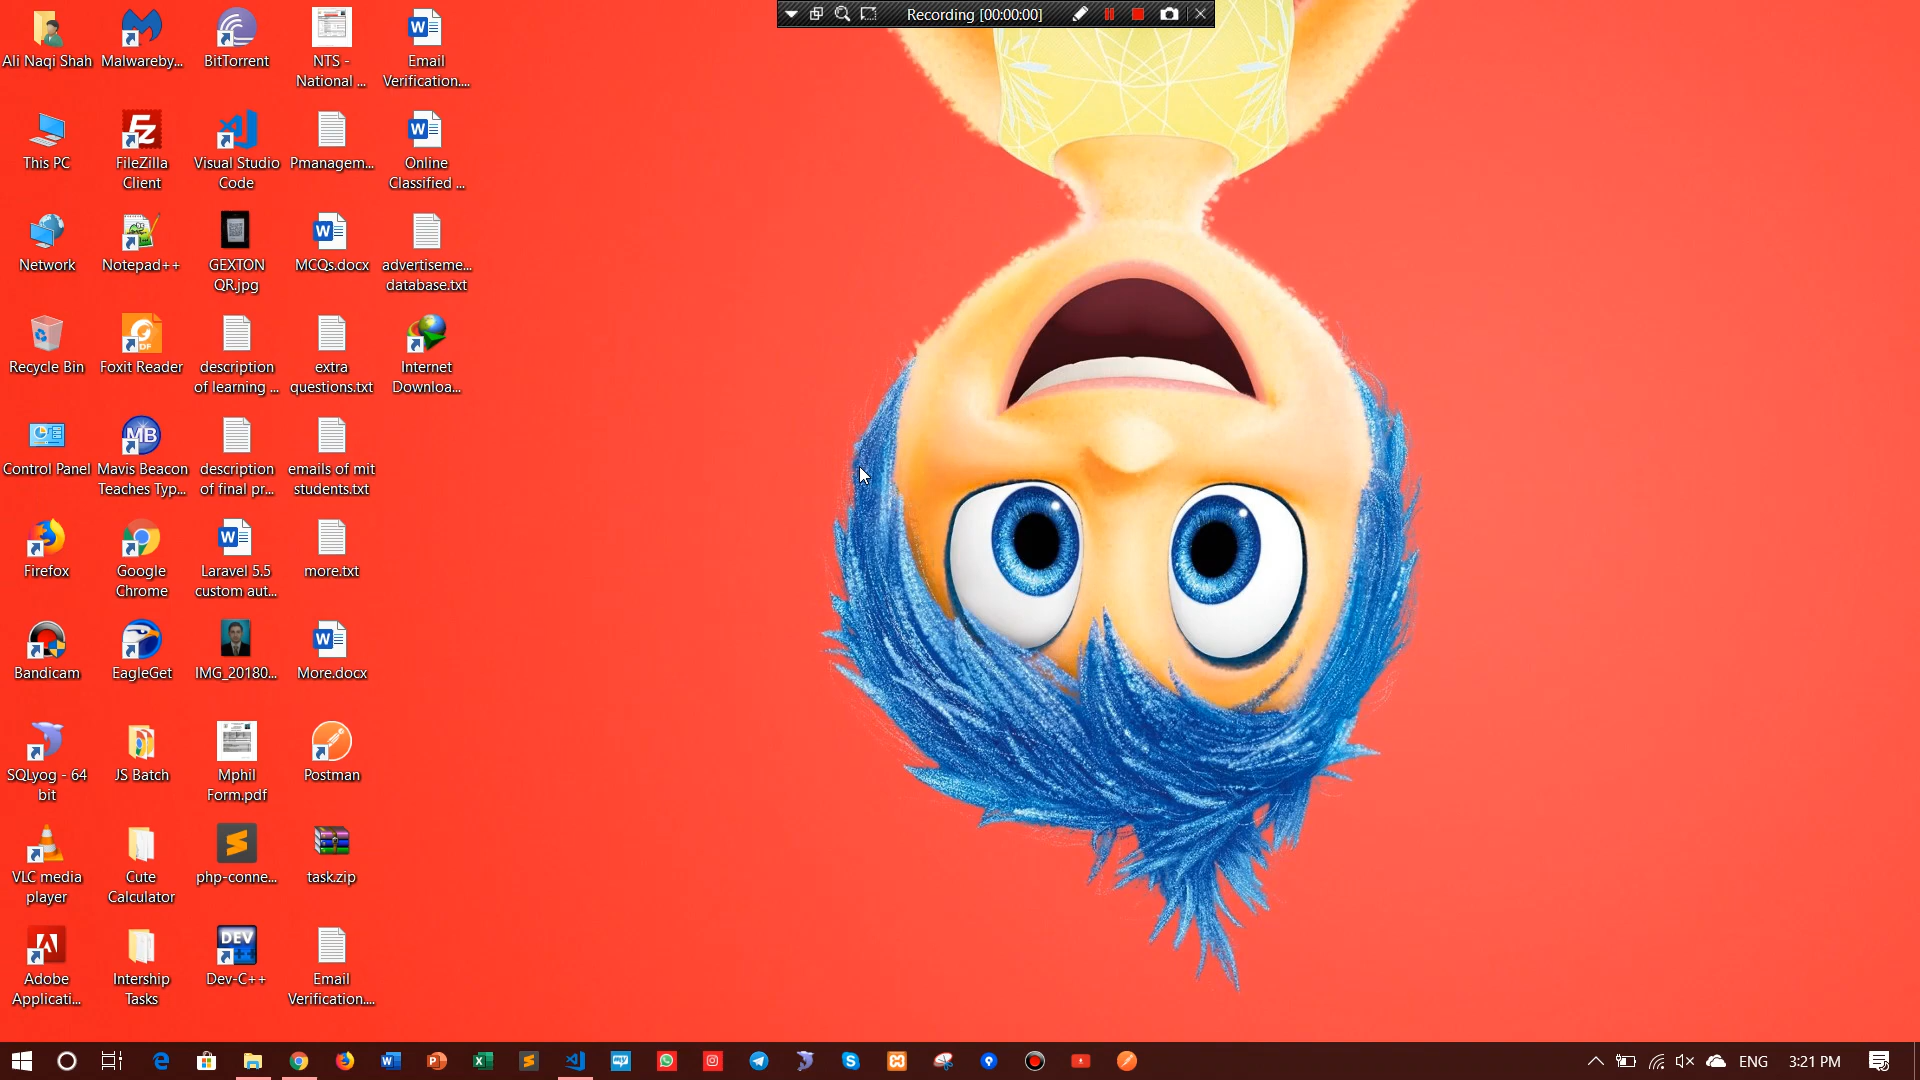 Recording [00:00:00]
Ali Naqi Shah
Malwareby...
BitTorrent
NTS -
National ...
Email
Verification....
This PC
FileZilla
Client
Visual Studio
Code
Pmanagem...
Online
Classified ...
Network
Notepad++
GEXTON
QR.jpg
MCQs.docx
advertiseme...
database.txt
Recycle Bin
Foxit Reader
description
of learning ...
extra
questions.txt
Internet
Downloa...
Control Panel
Mavis Beacon
Teaches Typ...
description
of final pr...
emails of mit
students.txt
Firefox
Google
Chrome
Laravel 5.5
custom aut...
more.txt
Bandicam
EagleGet
IMG_20180...
More.docx
SQLyog - 64
bit
JS Batch
Mphil
Form.pdf
Postman
VLC media
player
Cute
Calculator
php-conne...
task.zip
Adobe
Applicati...
Intership
Tasks
DEV
Dev-C++
Email
Verification....
ENG
3:21 PM